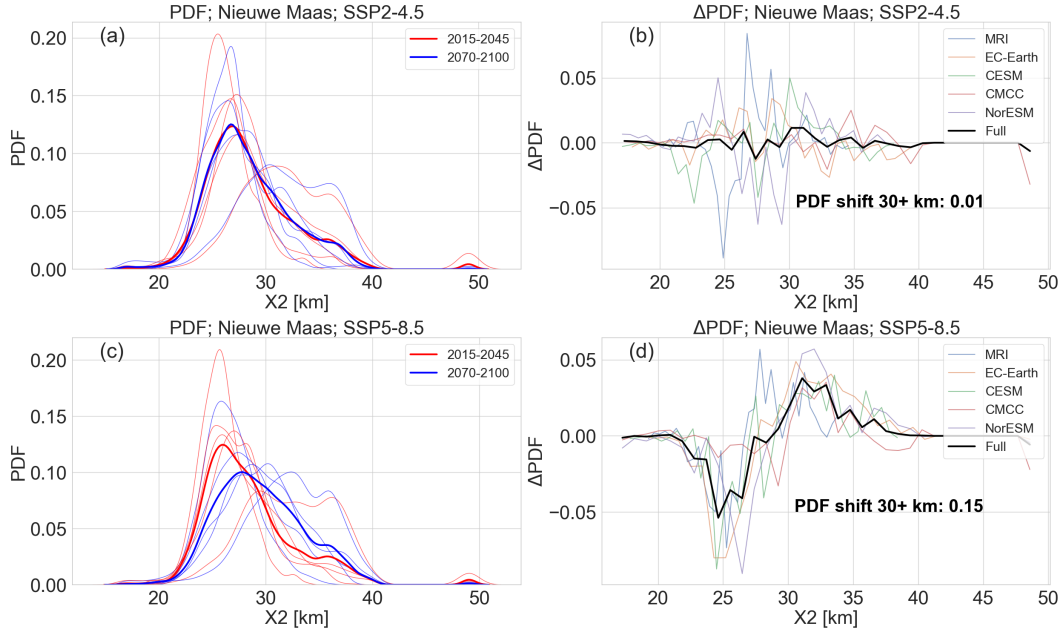 PDF; Nieuwe Maas; SSP2-4.5
(a)
2015-2045
2070-2100
0.20
0.15
0.10
0.05
0.00
PDF
20
30
40
50
X2 [km]
ΔPDF; Nieuwe Maas; SSP2-4.5
(b)
MRI
EC-Earth
CESM
CMCC
NorESM
Full
0.05
0.00
−0.05
ΔPDF
PDF shift 30+ km: 0.01
20
25
30
35
40
45
50
X2 [km]
PDF; Nieuwe Maas; SSP5-8.5
(c)
2015-2045
2070-2100
0.20
0.15
0.10
0.05
0.00
PDF
20
30
40
50
X2 [km]
ΔPDF; Nieuwe Maas; SSP5-8.5
(d)
MRI
EC-Earth
CESM
CMCC
NorESM
Full
0.05
0.00
−0.05
ΔPDF
PDF shift 30+ km: 0.15
20
25
30
35
40
45
50
X2 [km]